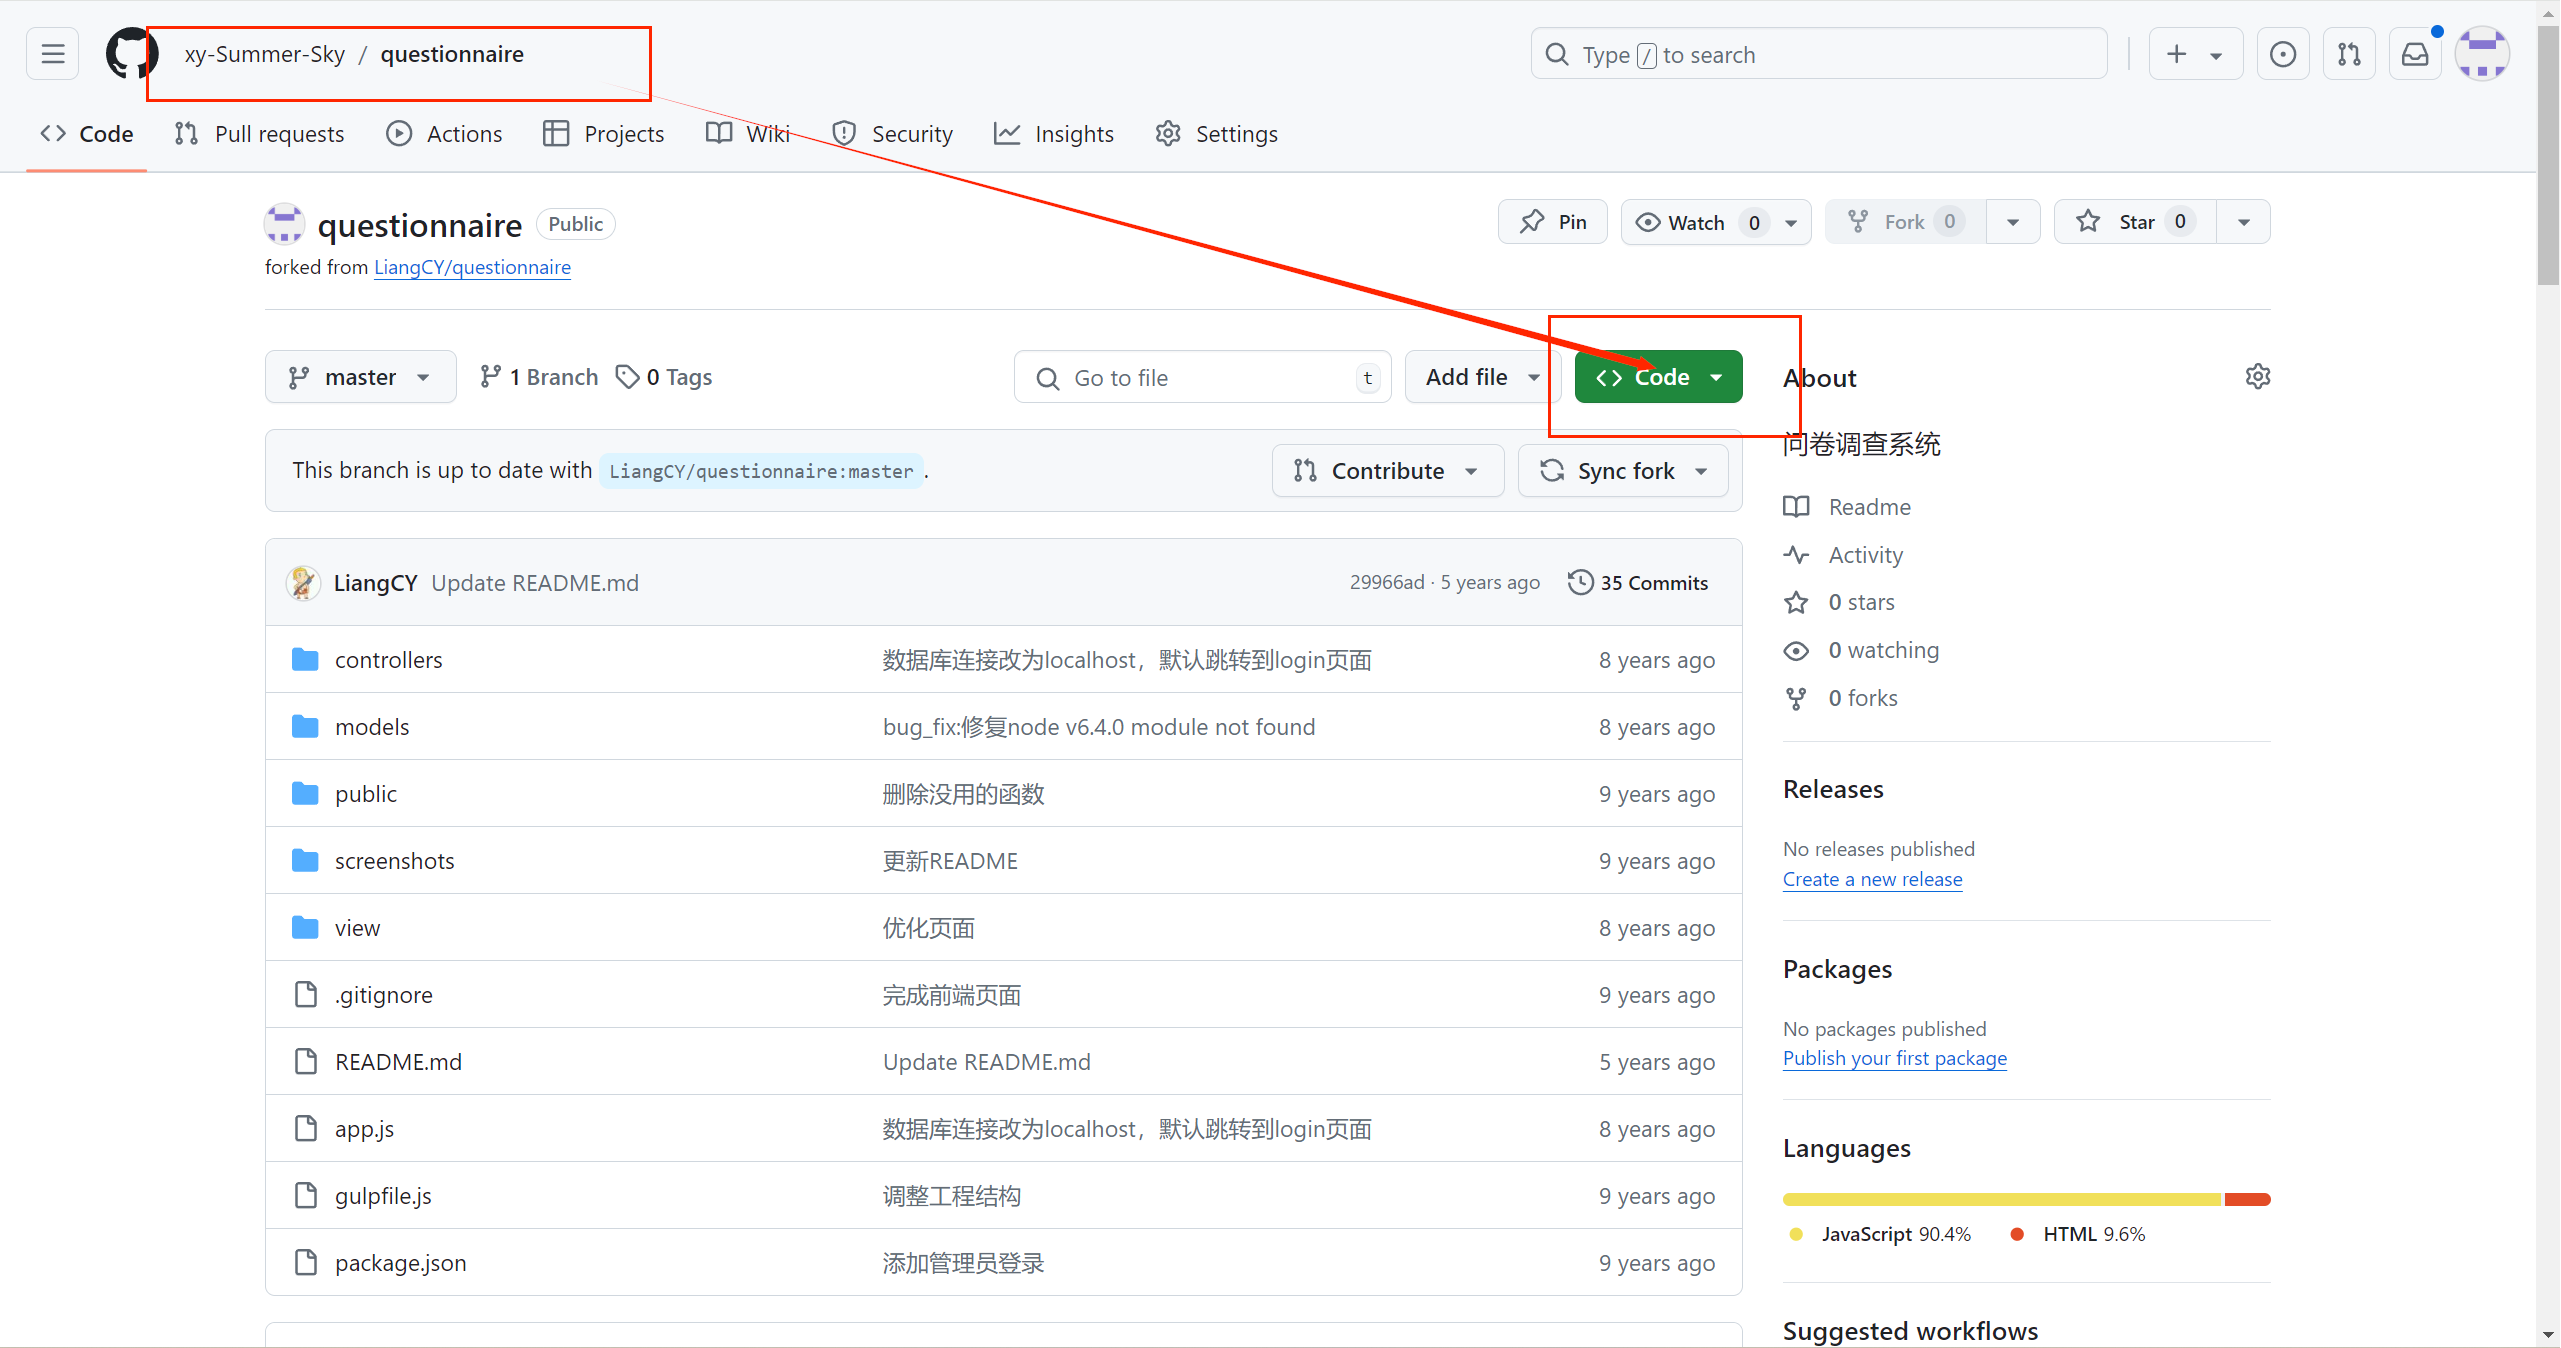 xy-Summer-Sky / questionnaire
Type / to search
Code Pull requests Actions Projects Wiki Security Insights Settings
questionnaire Public
Pin Watch 0 Fork 0 Star 0
forked from LiangCY/questionnaire
master 1 Branch 0 Tags Go to file t Add file Code
This branch is up to date with LiangCY/questionnaire:master.
Contribute Sync fork
LiangCY Update README.md 29966ad · 5 years ago 35 Commits
controllers 数据库连接改为localhost，默认跳转到login页面 8 years ago
models bug_fix:修复node v6.4.0 module not found 8 years ago
public 删除没用的函数 9 years ago
screenshots 更新README 9 years ago
view 优化页面 8 years ago
.gitignore 完成前端页面 9 years ago
README.md Update README.md 5 years ago
app.js 数据库连接改为localhost，默认跳转到login页面 8 years ago
gulpfile.js 调整工程结构 9 years ago
package.json 添加管理员登录 9 years ago
About
问卷调查系统
Readme
Activity
0 stars
0 watching
0 forks
Releases
No releases published
Create a new release
Packages
No packages published
Publish your first package
Languages
JavaScript 90.4% HTML 9.6%
Suggested workflows